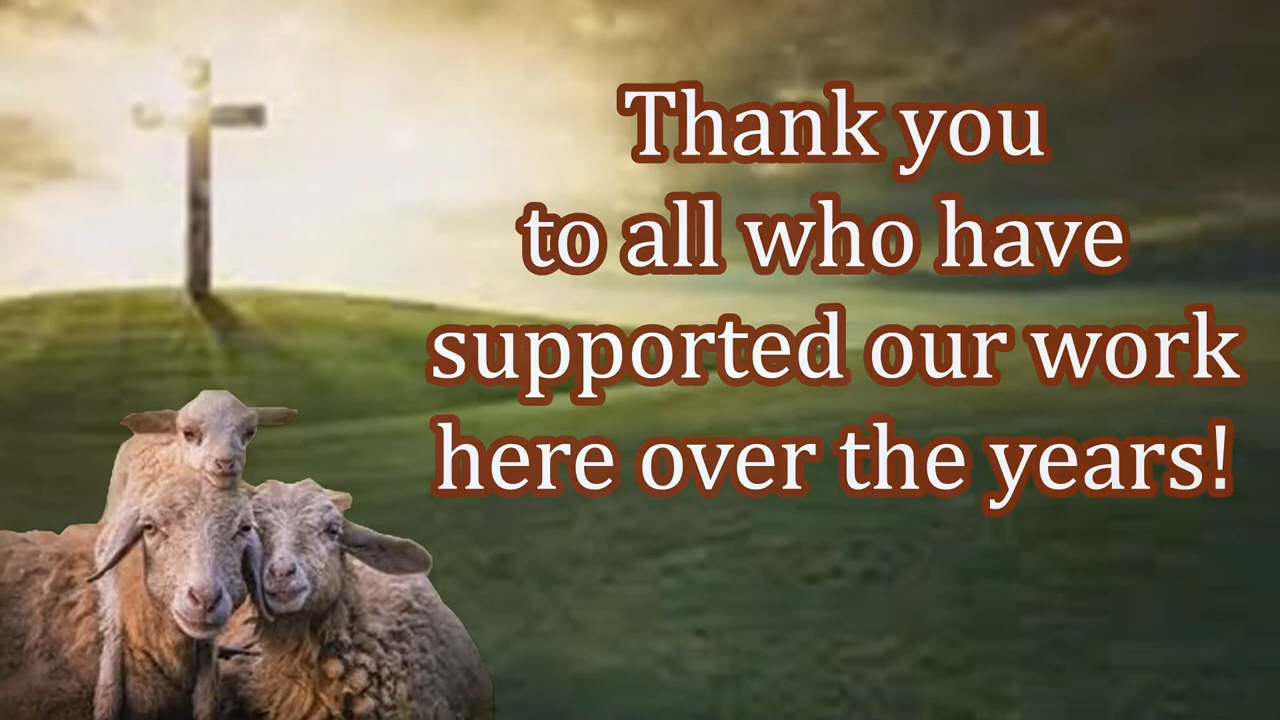 Thank you
to all who have
supported our work
here over the years!